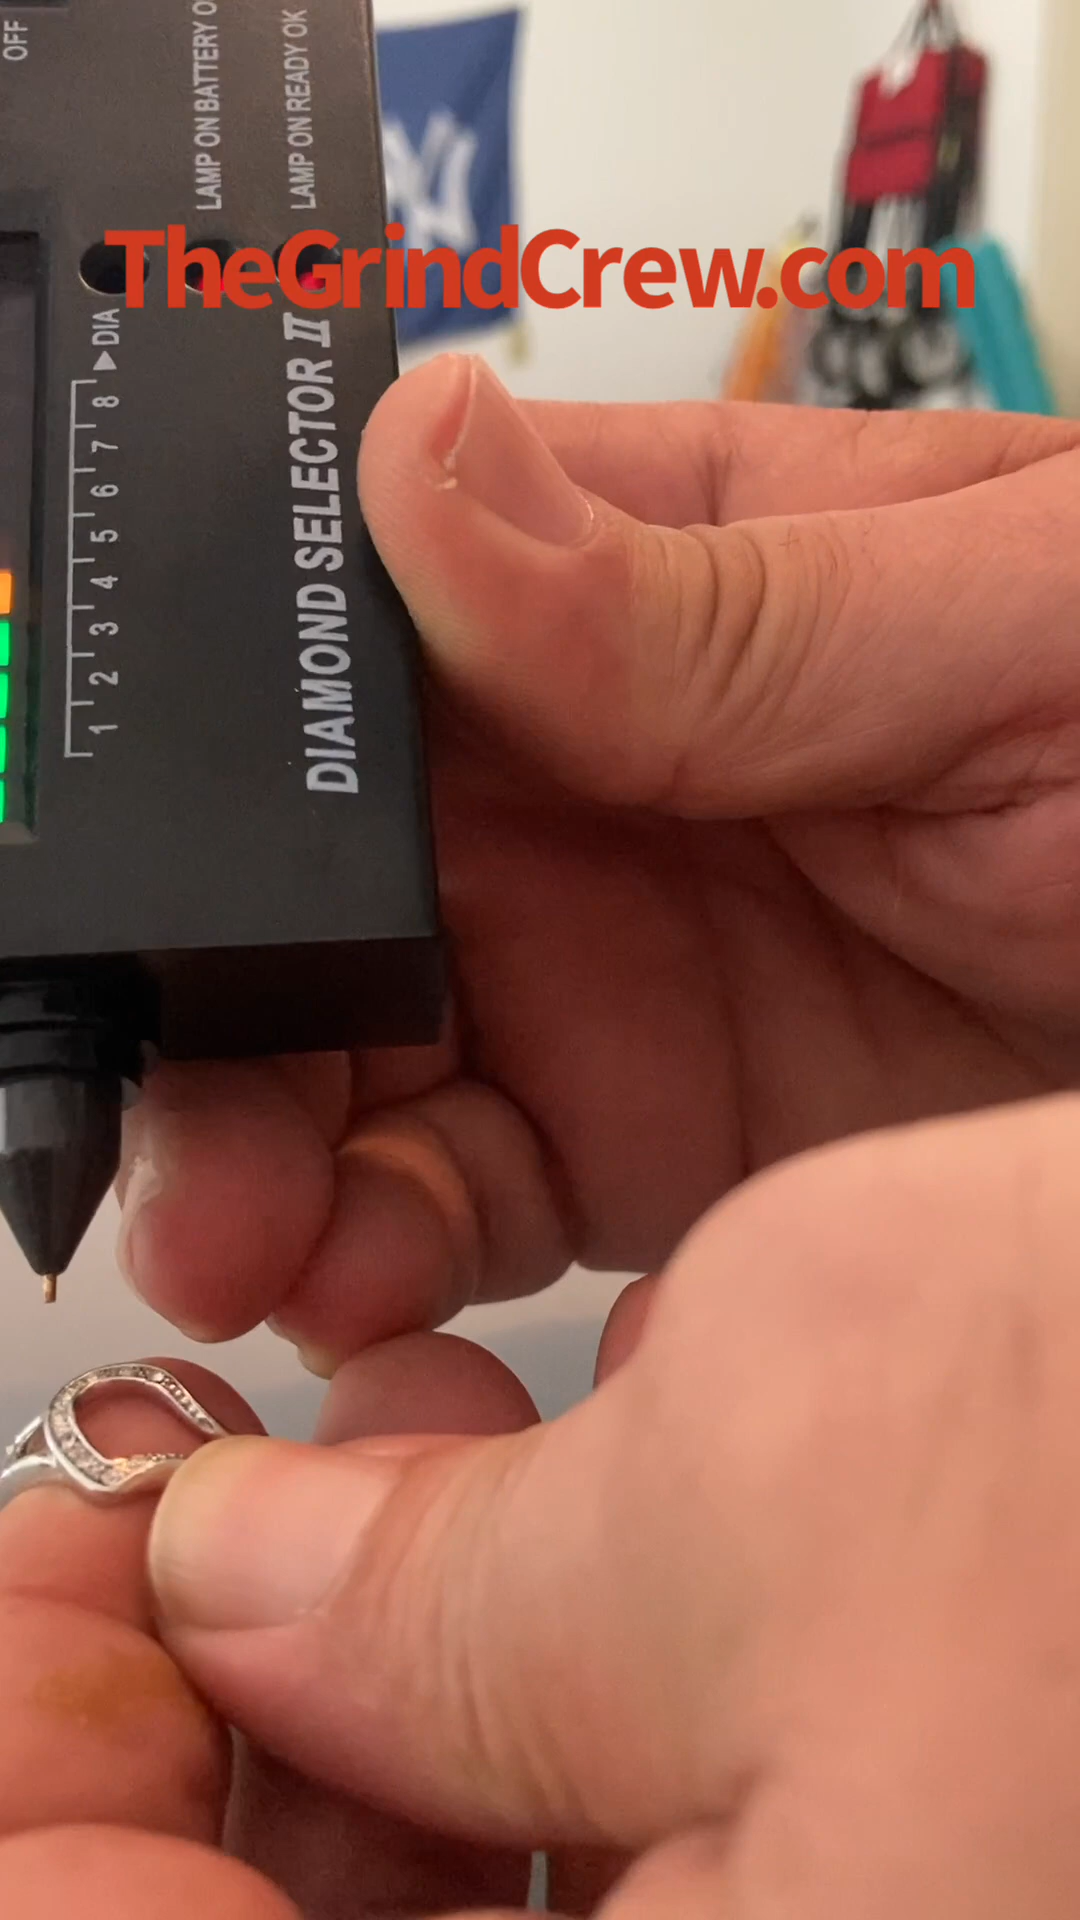 OFF
LAMP ON BATTERY O
LAMP ON READY OK
NY
TheGrindCrew.com
DIAMOND SELECTOR II
1 2 3 4 5 6 7 8 ▶DIA